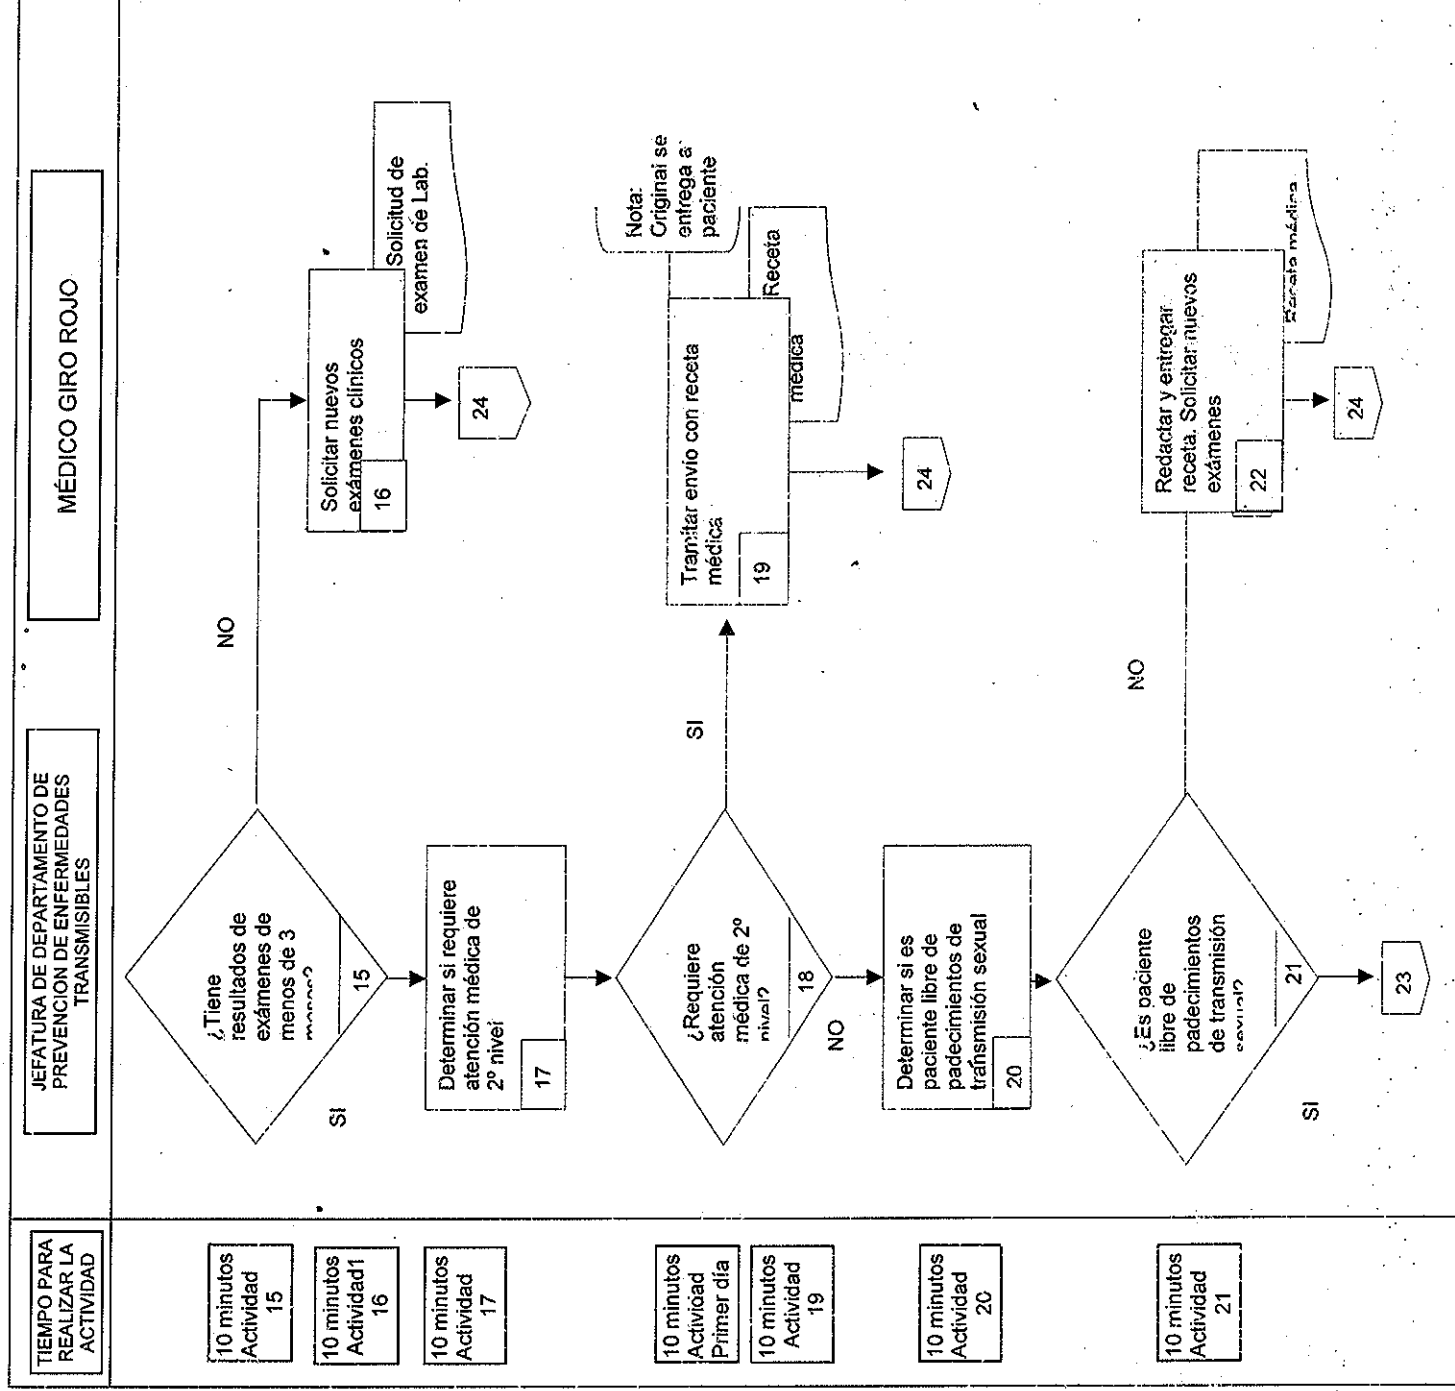 TIEMPO PARA
REALIZAR LA
ACTIVIDAD
JEFATURA DE DEPARTAMENTO DE
PREVENCION DE ENFERMEDADES
TRANSMISIBLES
MÉDICO GIRO ROJO
10 minutos
Actividad
15
¿Tiene
resultados de
exámenes de
menos de 3
meses?
15
NO
SI
10 minutos
Actividad1
16
Solicitar nuevos
exámenes clínicos
16
Solicitud de
examen de Lab.
24
10 minutos
Actividad
17
Determinar si requiere
atención médica de
2º nivel
17
10 minutos
Actividad
Primer día
¿Requiere
atención
médica de 2º
nivel?
18
SI
NO
Nota:
Original se
entrega a
paciente
10 minutos
Actividad
19
Tramitar envío con receta
médica
19
Receta
médica
24
10 minutos
Actividad
20
Determinar si es
paciente libre de
padecimientos de
transmisión sexual
20
10 minutos
Actividad
21
¿Es paciente
libre de
padecimientos
de transmisión
sexual?
21
NO
SI
Redactar y entregar
receta. Solicitar nuevos
exámenes
22
Receta médica
24
23